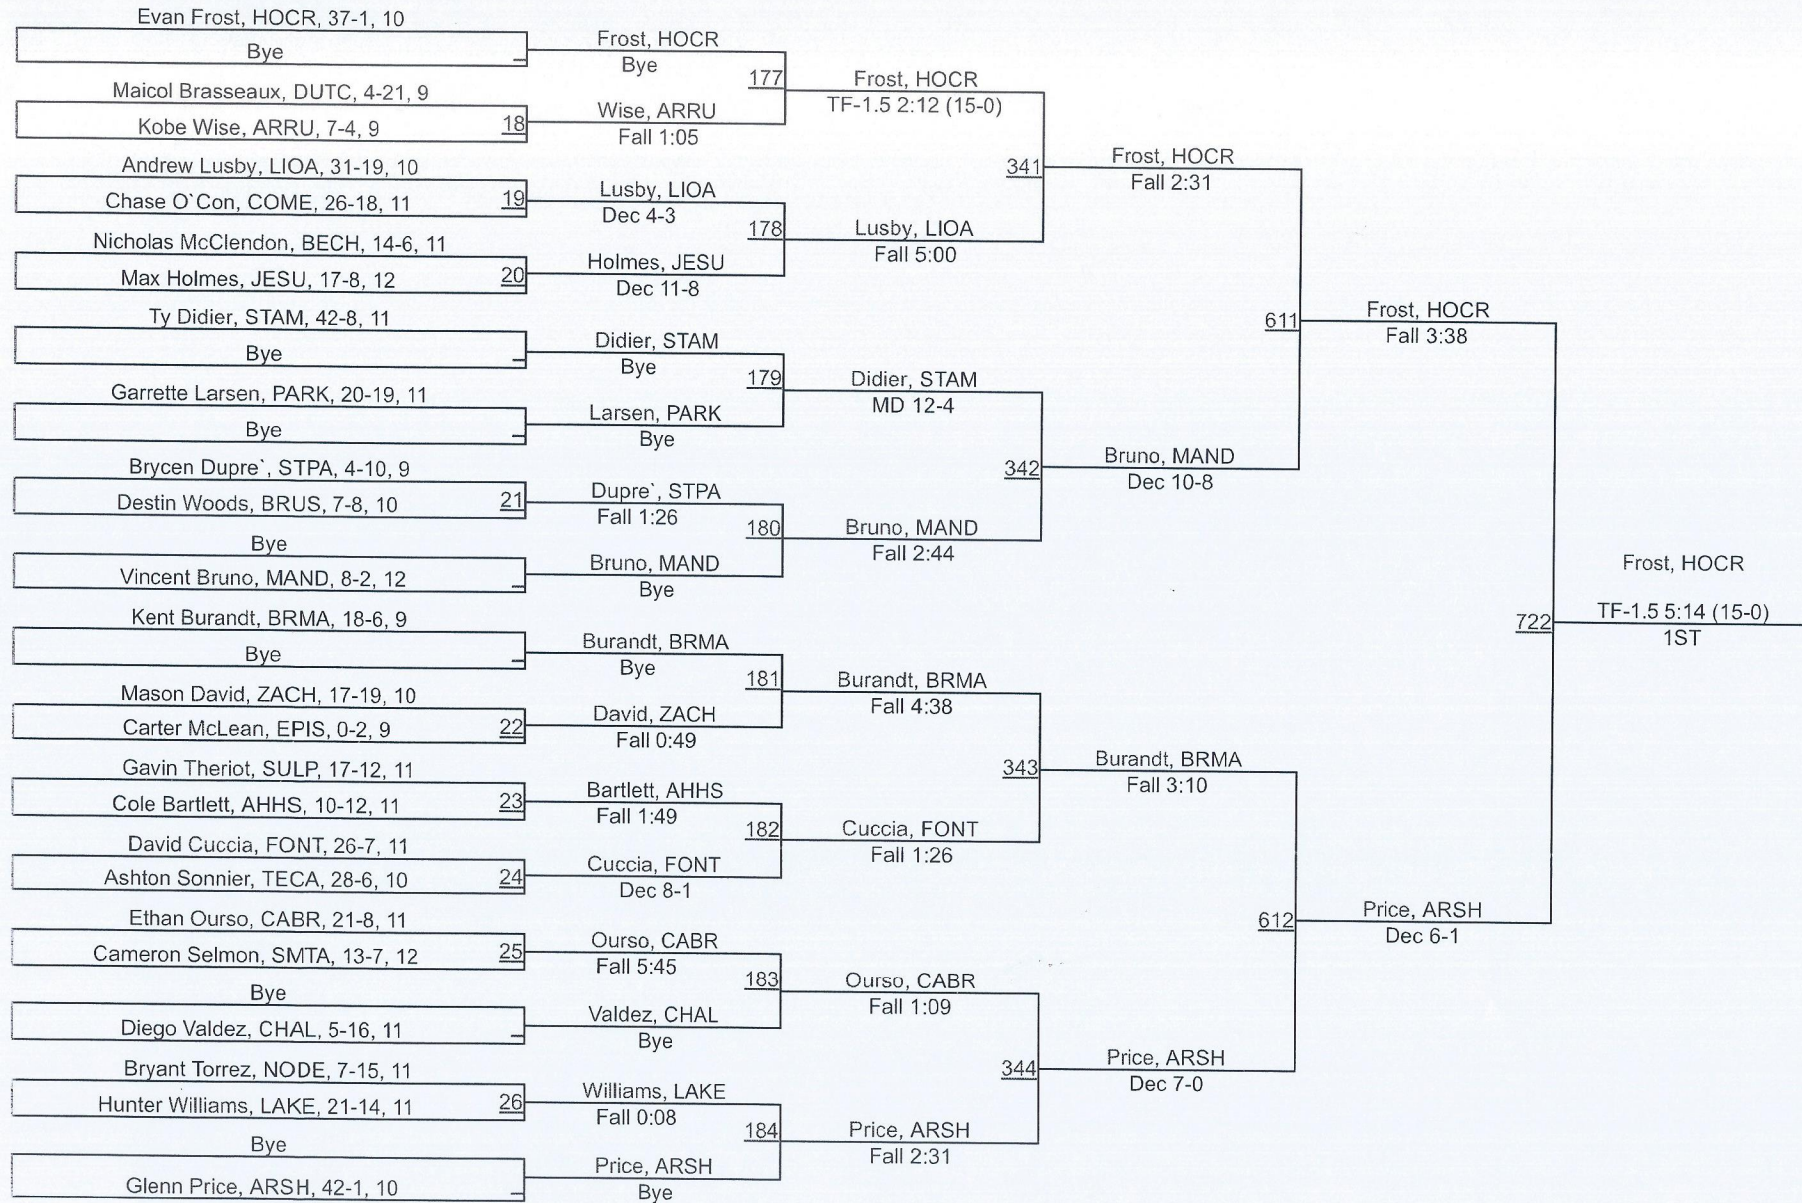 Evan Frost, HOCR, 37-1, 10
Bye
Maicol Brasseaux, DUTC, 4-21, 9
Kobe Wise, ARRU, 7-4, 9
18
Andrew Lusby, LIOA, 31-19, 10
Chase O`Con, COME, 26-18, 11
19
Nicholas McClendon, BECH, 14-6, 11
Max Holmes, JESU, 17-8, 12
20
Ty Didier, STAM, 42-8, 11
Bye
Garrette Larsen, PARK, 20-19, 11
Bye
Brycen Dupre`, STPA, 4-10, 9
Destin Woods, BRUS, 7-8, 10
21
Bye
Vincent Bruno, MAND, 8-2, 12
Kent Burandt, BRMA, 18-6, 9
Bye
Mason David, ZACH, 17-19, 10
Carter McLean, EPIS, 0-2, 9
22
Gavin Theriot, SULP, 17-12, 11
Cole Bartlett, AHHS, 10-12, 11
23
David Cuccia, FONT, 26-7, 11
Ashton Sonnier, TECA, 28-6, 10
24
Ethan Ourso, CABR, 21-8, 11
Cameron Selmon, SMTA, 13-7, 12
25
Bye
Diego Valdez, CHAL, 5-16, 11
Bryant Torrez, NODE, 7-15, 11
Hunter Williams, LAKE, 21-14, 11
26
Bye
Glenn Price, ARSH, 42-1, 10
Frost, HOCR
Bye
177
Wise, ARRU
Fall 1:05
Lusby, LIOA
Dec 4-3
178
Holmes, JESU
Dec 11-8
Didier, STAM
Bye
179
Larsen, PARK
Bye
Dupre`, STPA
Fall 1:26
180
Bruno, MAND
Bye
Burandt, BRMA
Bye
181
David, ZACH
Fall 0:49
Bartlett, AHHS
Fall 1:49
182
Cuccia, FONT
Dec 8-1
Ourso, CABR
Fall 5:45
183
Valdez, CHAL
Bye
Williams, LAKE
Fall 0:08
184
Price, ARSH
Bye
Frost, HOCR
TF-1.5 2:12 (15-0)
341
Lusby, LIOA
Fall 5:00
Didier, STAM
MD 12-4
342
Bruno, MAND
Fall 2:44
Burandt, BRMA
Fall 4:38
343
Cuccia, FONT
Fall 1:26
Ourso, CABR
Fall 1:09
344
Price, ARSH
Fall 2:31
Frost, HOCR
Fall 2:31
611
Bruno, MAND
Dec 10-8
Burandt, BRMA
Fall 3:10
612
Price, ARSH
Dec 7-0
Frost, HOCR
Fall 3:38
722
Price, ARSH
Dec 6-1
Frost, HOCR
TF-1.5 5:14 (15-0)
1ST